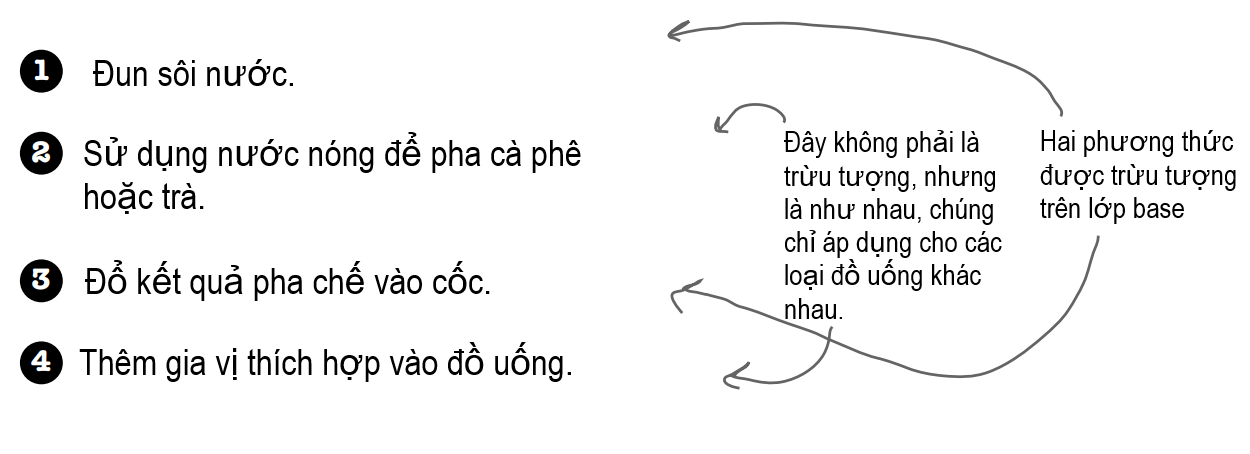 1 Đun sôi nước.
2 Sử dụng nước nóng để pha cà phê
hoặc trà.
3 Đổ kết quả pha chế vào cốc.
4 Thêm gia vị thích hợp vào đồ uống.
Đây không phải là
trừu tượng, nhưng
là như nhau, chúng
chỉ áp dụng cho các
loại đồ uống khác
nhau.
Hai phương thức
được trừu tượng
trên lớp base